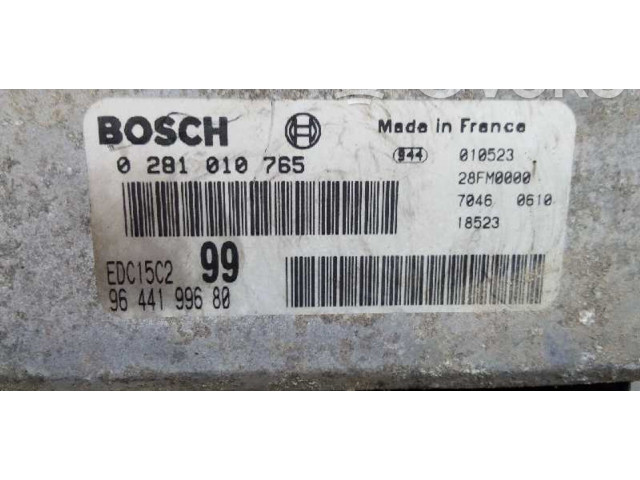 BOSCH
Made in France
0 281 010 765
944
010523
28FM0000
7046 0610
18523
EDC15C2 99
96 441 996 80